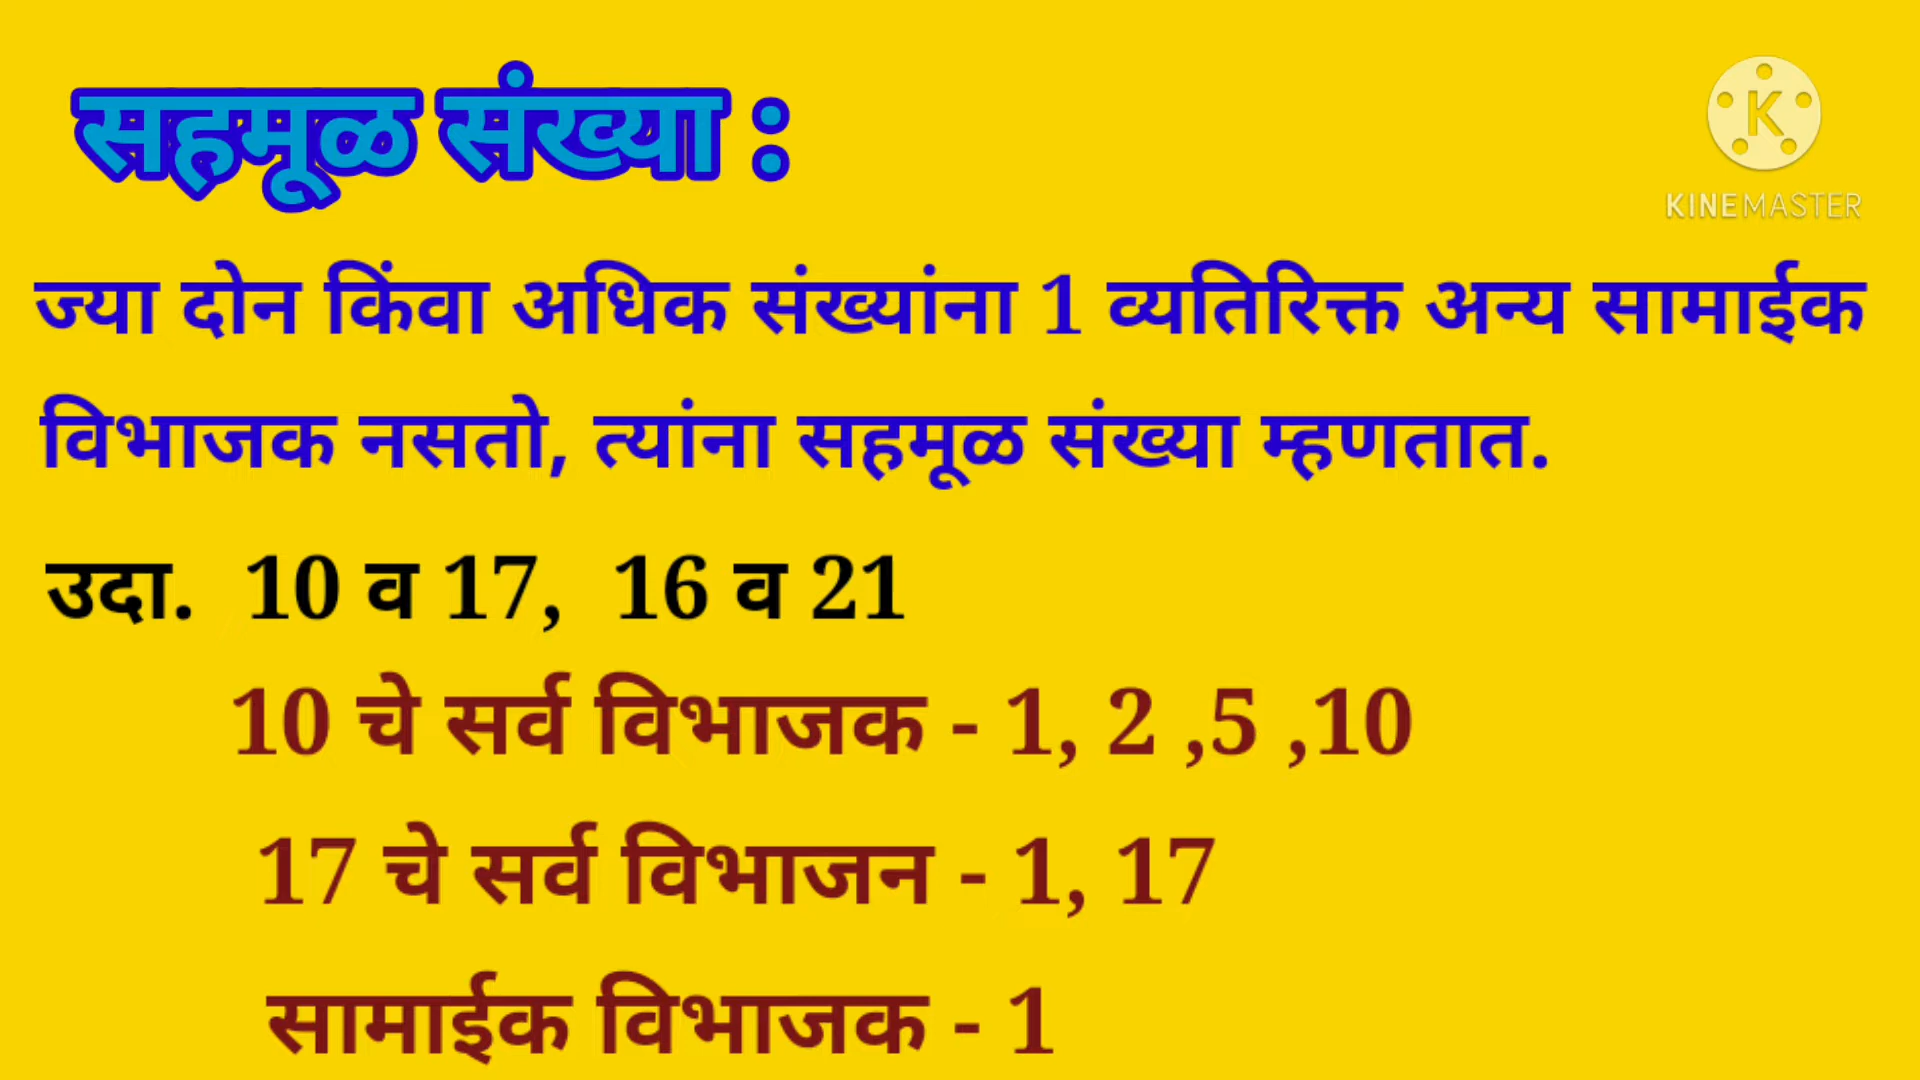 सहमूळ संख्या :
K
KINEMASTER
ज्या दोन किंवा अधिक संख्यांना 1 व्यतिरिक्त अन्य सामाईक
विभाजक नसतो, त्यांना सहमूळ संख्या म्हणतात.
उदा. 10 व 17, 16 व 21
10 चे सर्व विभाजक - 1, 2 ,5 ,10
17 चे सर्व विभाजन - 1, 17
सामाईक विभाजक - 1